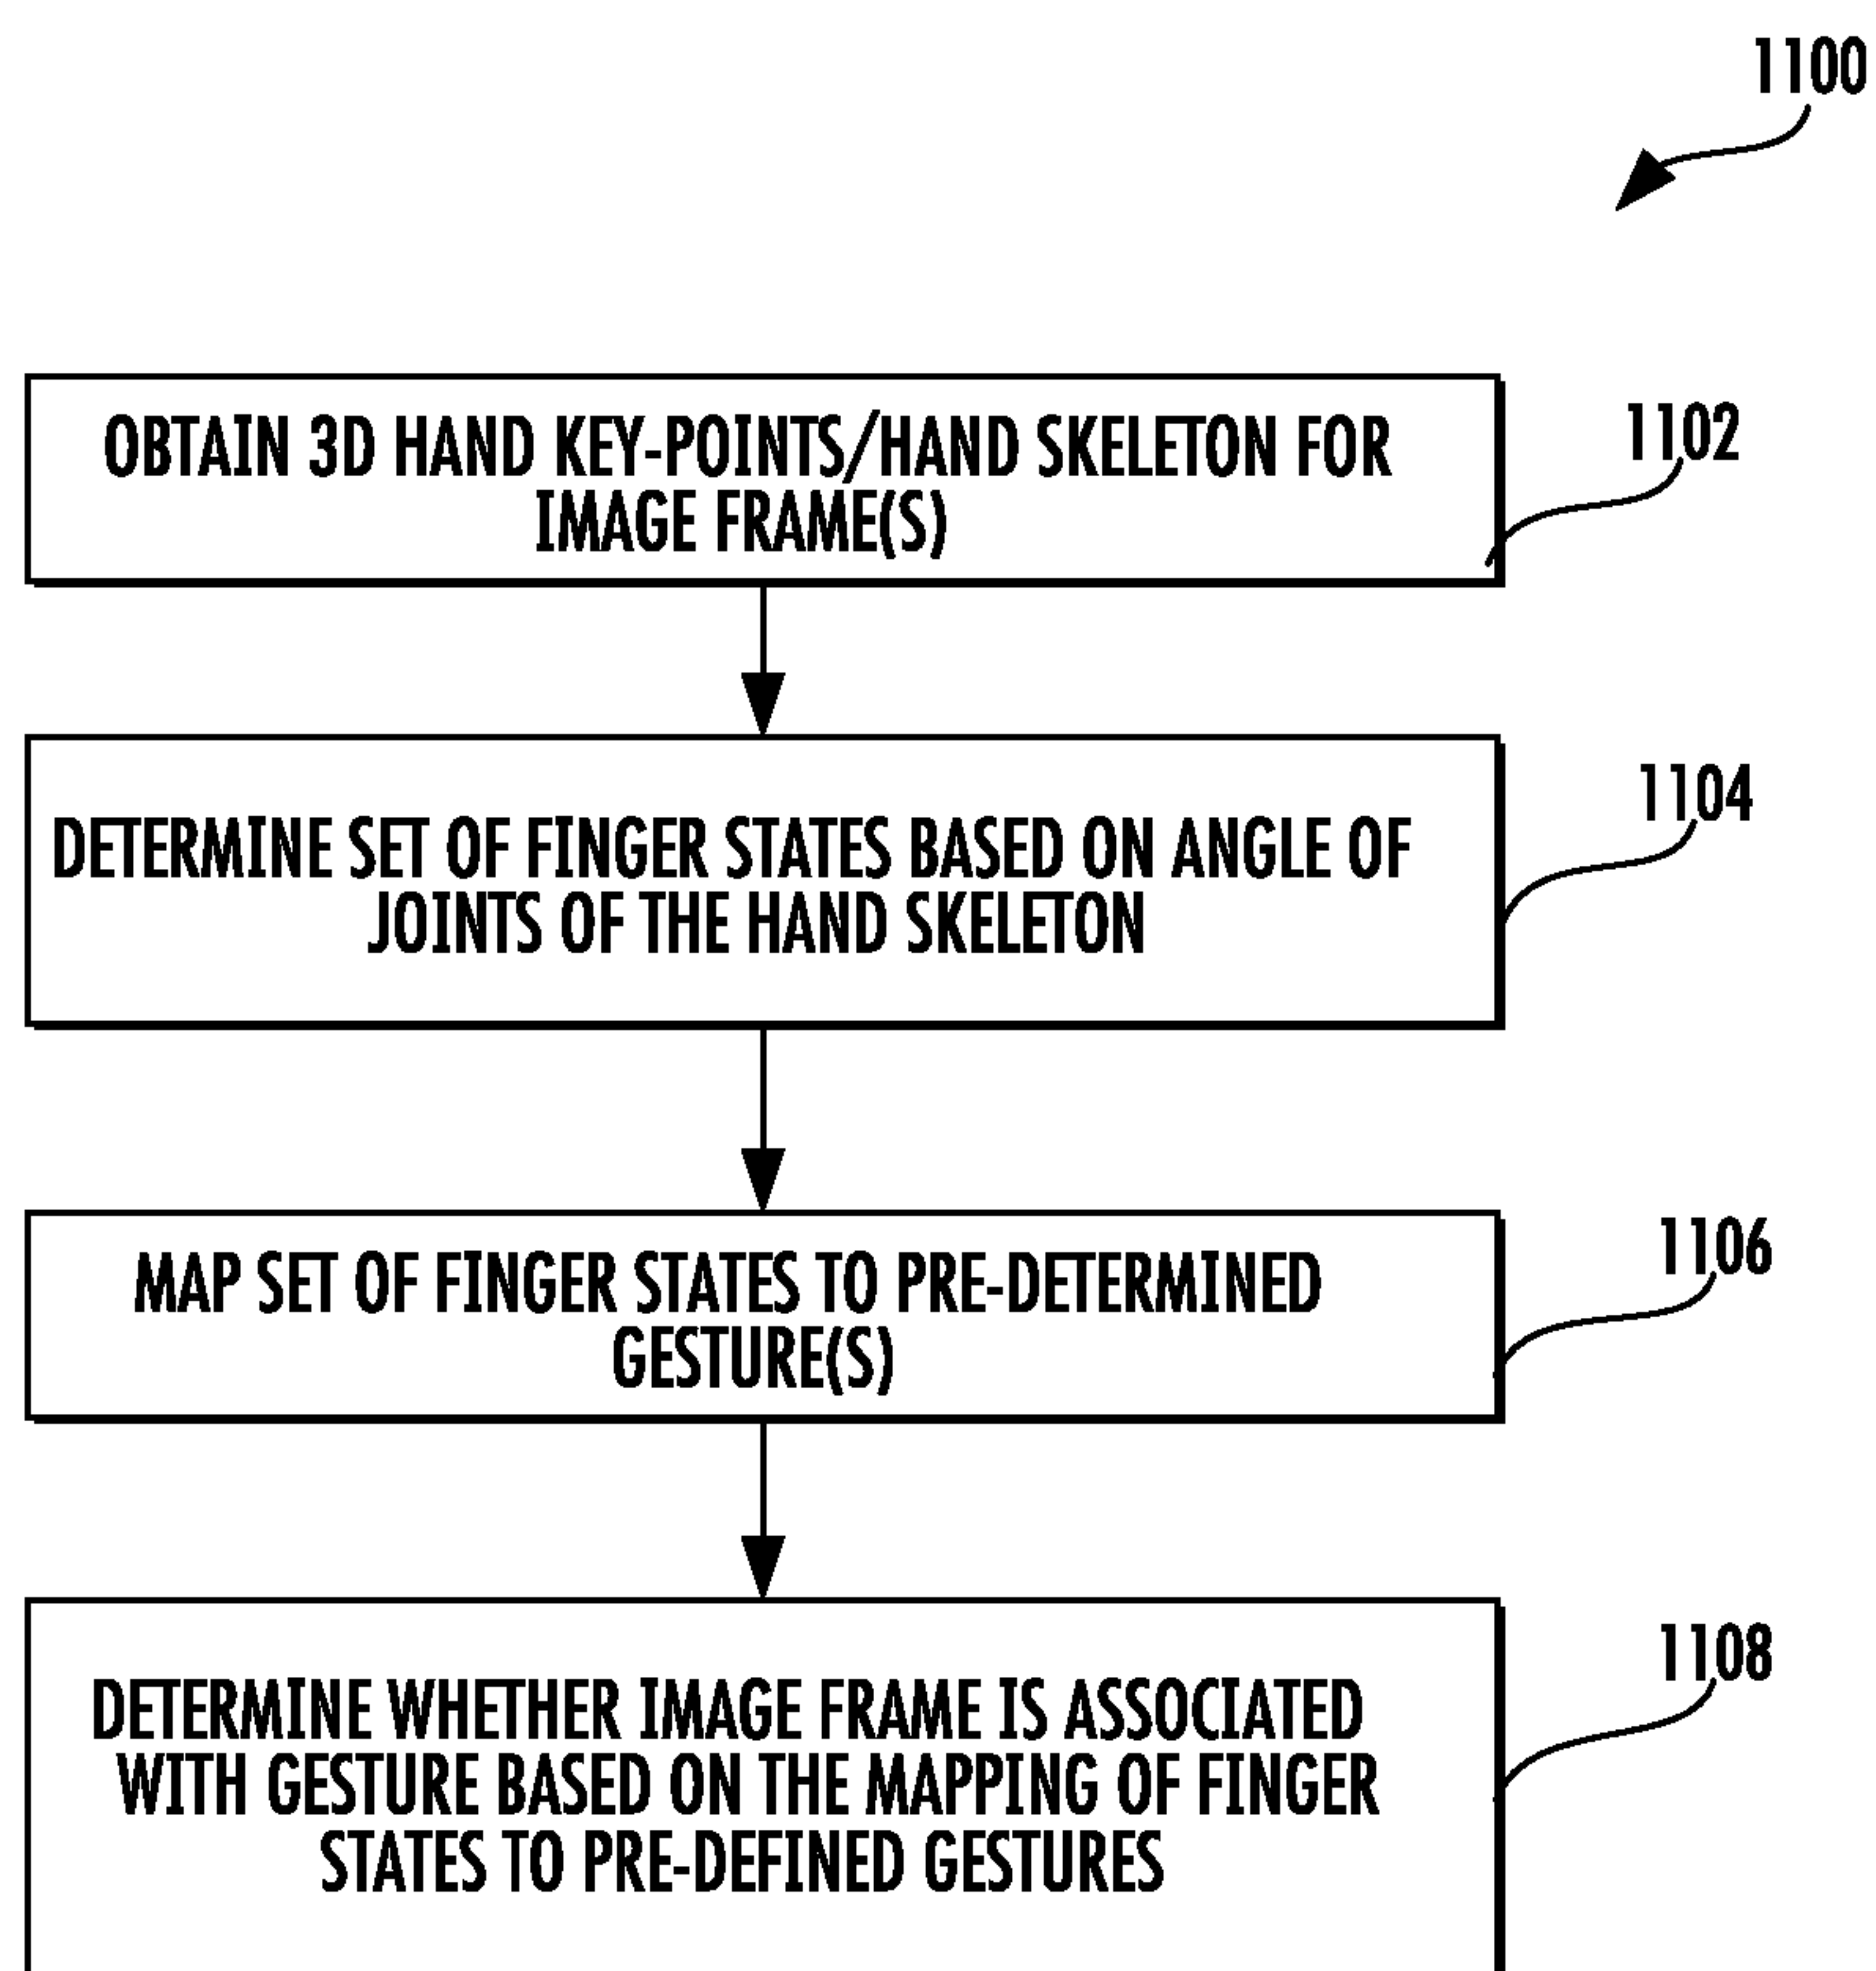 1100
OBTAIN 3D HAND KEY-POINTS/HAND SKELETON FOR
IMAGE FRAME(S)
1102
DETERMINE SET OF FINGER STATES BASED ON ANGLE OF
JOINTS OF THE HAND SKELETON
1104
MAP SET OF FINGER STATES TO PRE-DETERMINED
GESTURE(S)
1106
DETERMINE WHETHER IMAGE FRAME IS ASSOCIATED
WITH GESTURE BASED ON THE MAPPING OF FINGER
STATES TO PRE-DEFINED GESTURES
1108